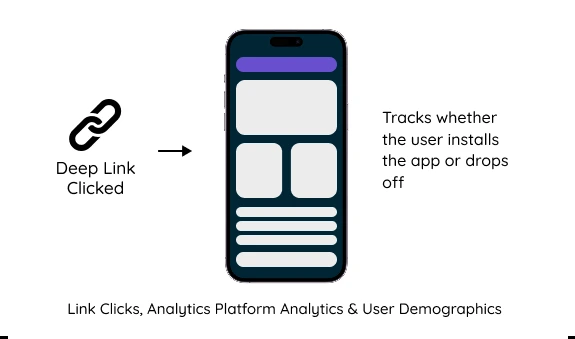 Deep Link
Clicked
Tracks whether
the user installs
the app or drops
off
Link Clicks, Analytics Platform Analytics & User Demographics